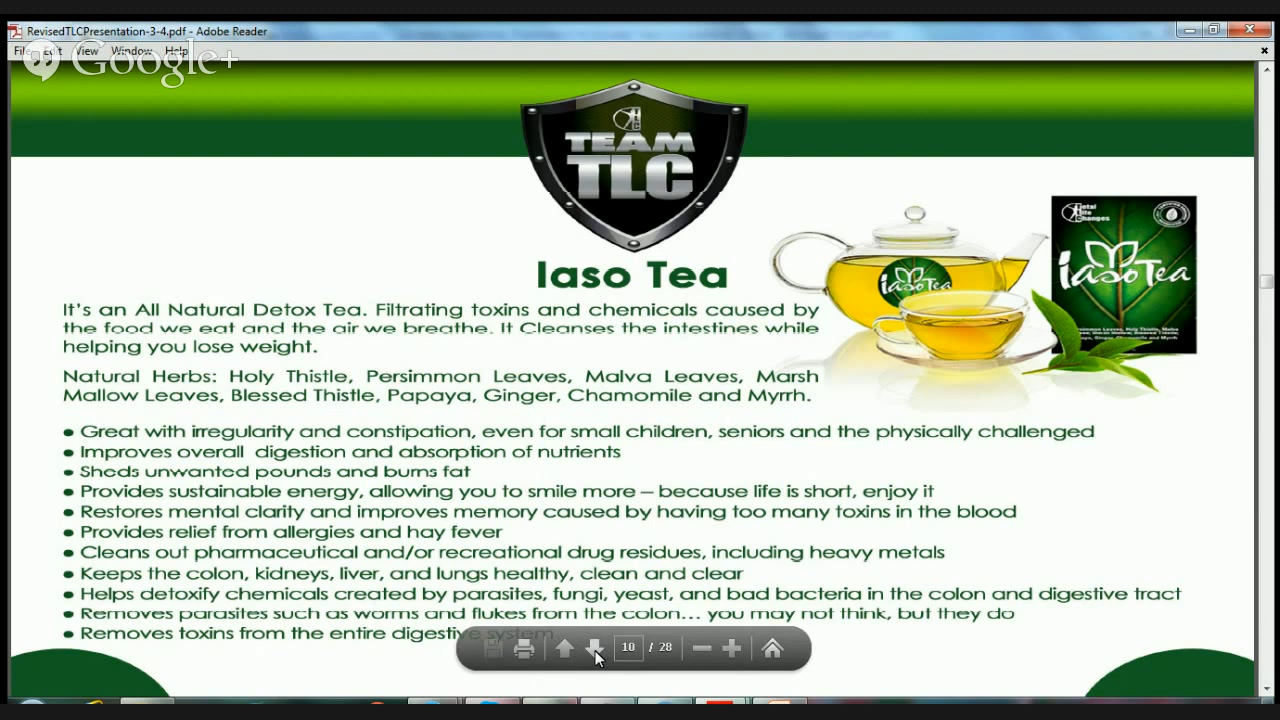 RevisedTLCPresentation-3-4.pdf - Adobe Reader
File Edit View Window Help
Google+
TEAM
TLC
Total
Life
Changes
Iaso Tea
Iaso Tea
Iaso Tea
It's an All Natural Detox Tea. Filtrating toxins and chemicals caused by
the food we eat and the air we breathe. It Cleanses the intestines while
helping you lose weight.
Natural Herbs: Holy Thistle, Persimmon Leaves, Malva Leaves, Marsh
Mallow Leaves, Blessed Thistle, Papaya, Ginger, Chamomile and Myrrh.
• Great with irregularity and constipation, even for small children, seniors and the physically challenged
• Improves overall digestion and absorption of nutrients
• Sheds unwanted pounds and burns fat
• Provides sustainable energy, allowing you to smile more – because life is short, enjoy it
• Restores mental clarity and improves memory caused by having too many toxins in the blood
• Provides relief from allergies and hay fever
• Cleans out pharmaceutical and/or recreational drug residues, including heavy metals
• Keeps the colon, kidneys, liver, and lungs healthy, clean and clear
• Helps detoxify chemicals created by parasites, fungi, yeast, and bad bacteria in the colon and digestive tract
• Removes parasites such as worms and flukes from the colon... you may not think, but they do
• Removes toxins from the entire digestive system
10 / 28